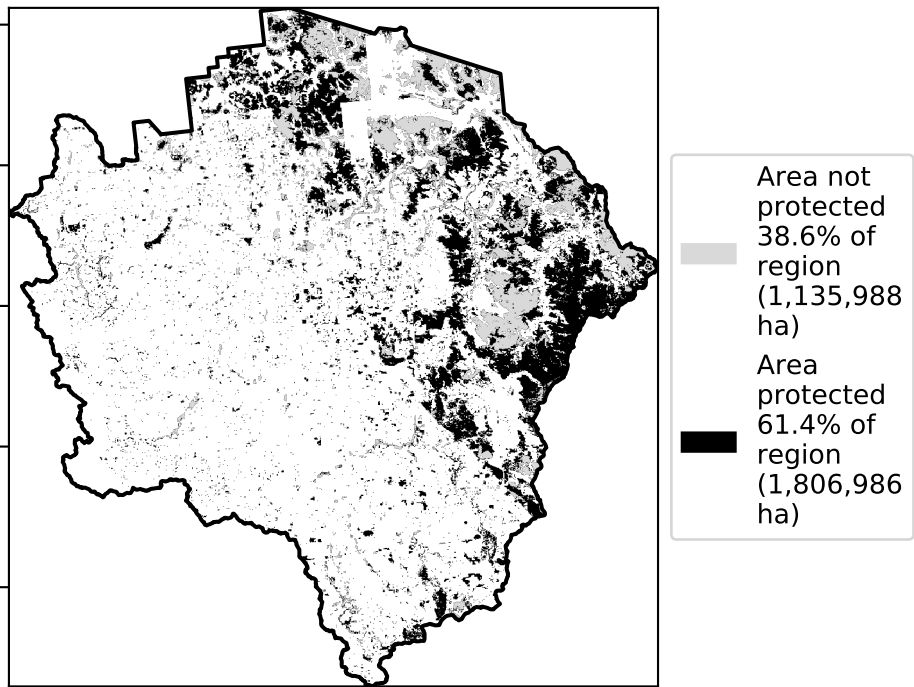 Area not
protected
38.6% of
region
(1,135,988
ha)
Area
protected
61.4% of
region
(1,806,986
ha)